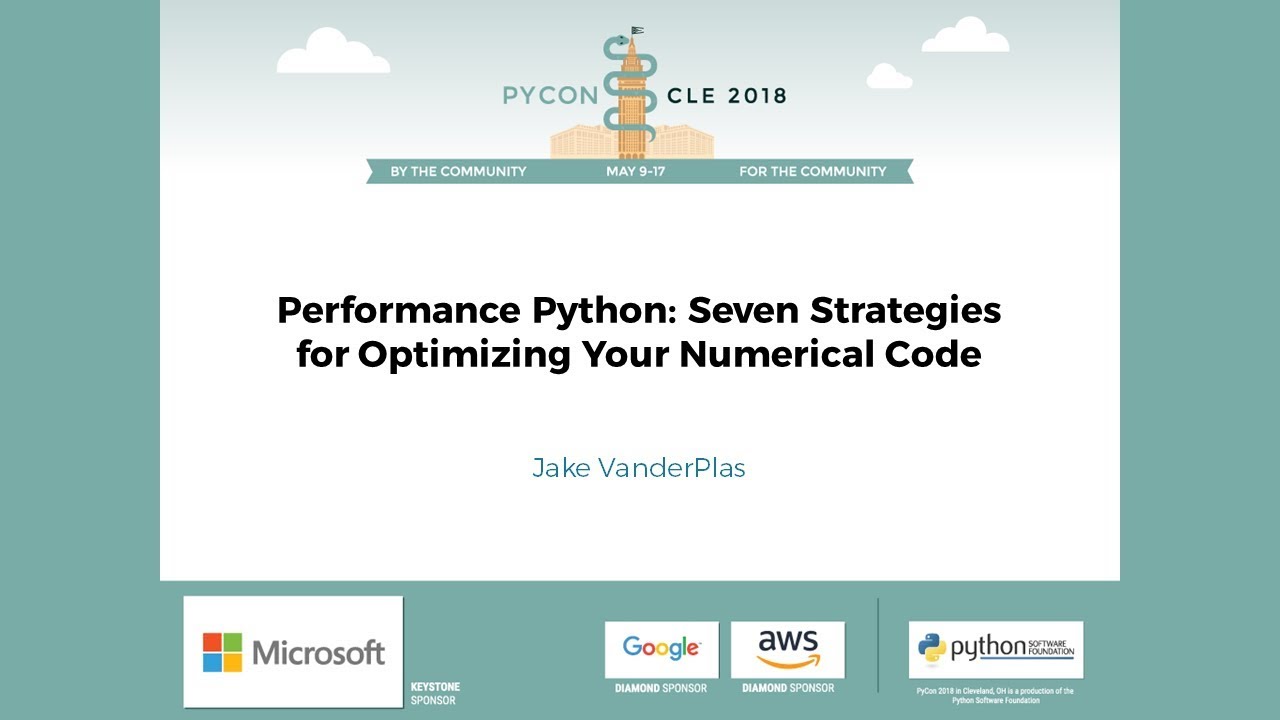 PYCON CLE 2018
BY THE COMMUNITY MAY 9-17 FOR THE COMMUNITY
Performance Python: Seven Strategies
for Optimizing Your Numerical Code
Jake VanderPlas
Microsoft
KEYSTONE
SPONSOR
Google
DIAMOND SPONSOR
aws
DIAMOND SPONSOR
python SOFTWARE
FOUNDATION
PyCon 2018 in Cleveland, OH is a production of the
Python Software Foundation